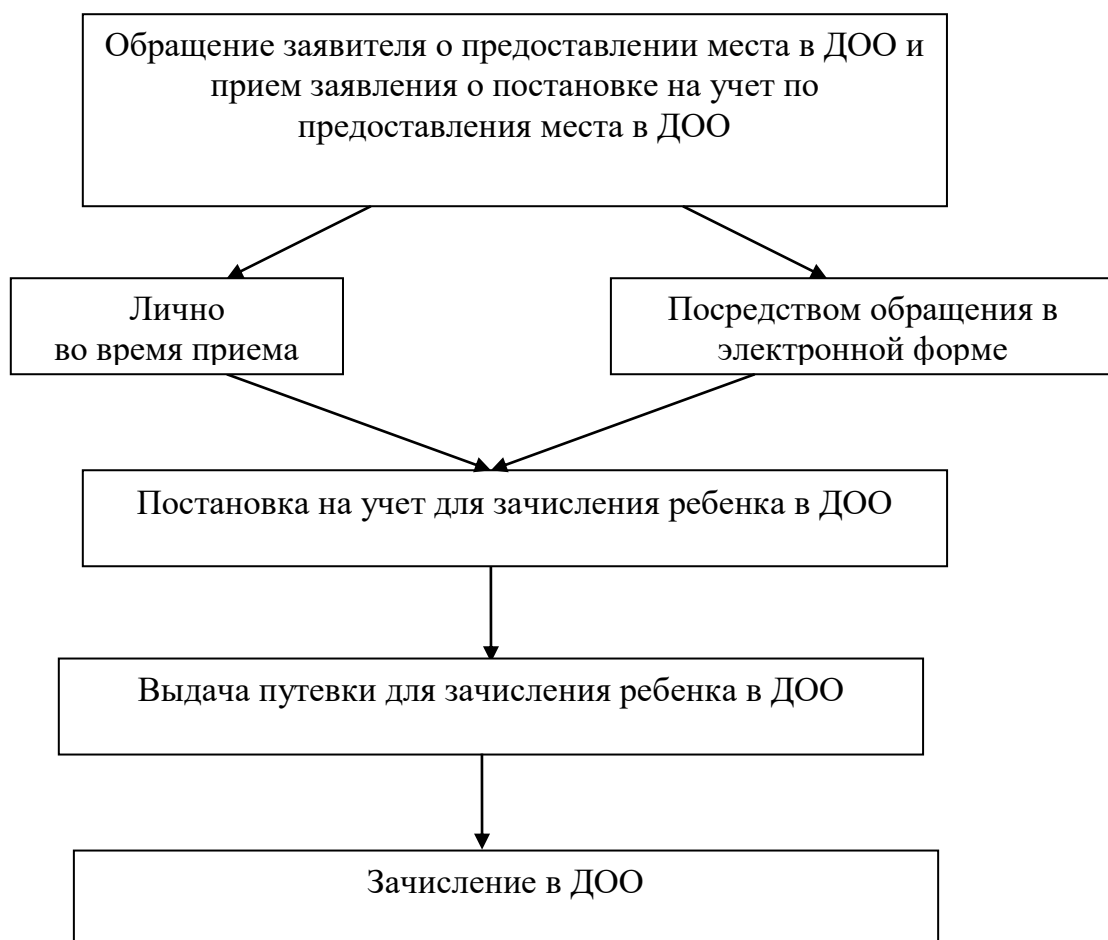 Обращение заявителя о предоставлении места в ДОО и
прием заявления о постановке на учет по
предоставления места в ДОО
Лично
во время приема
Посредством обращения в
электронной форме
Постановка на учет для зачисления ребенка в ДОО
Выдача путевки для зачисления ребенка в ДОО
Зачисление в ДОО